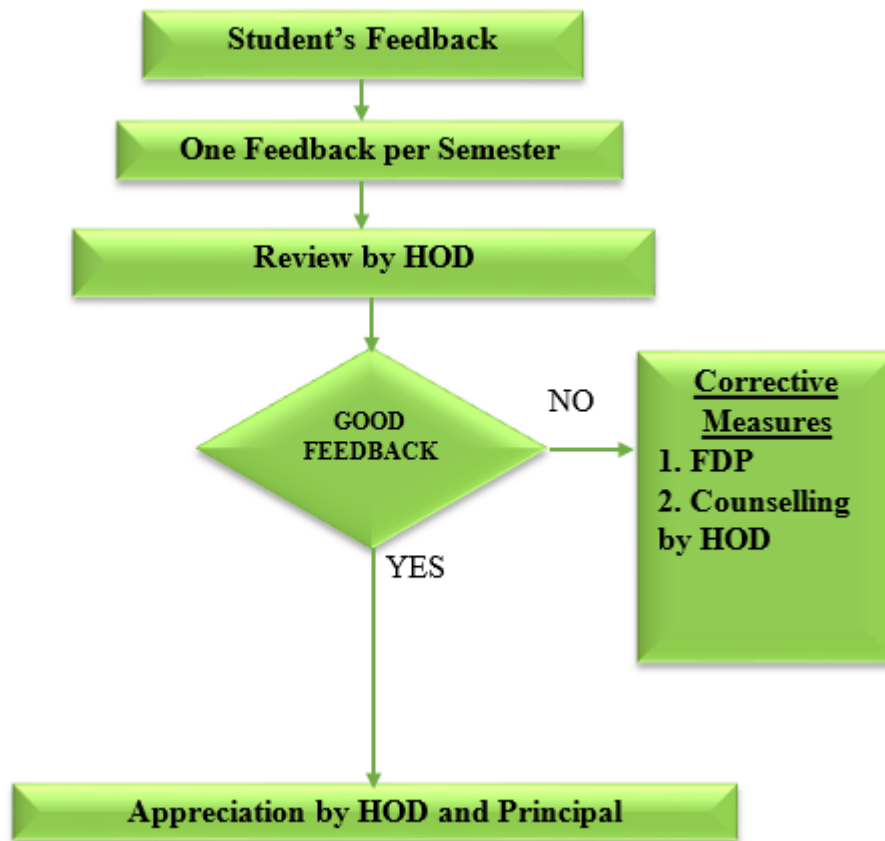 Student’s Feedback
One Feedback per Semester
Review by HOD
GOOD
FEEDBACK
NO
Corrective
Measures
1. FDP
2. Counselling
by HOD
YES
Appreciation by HOD and Principal